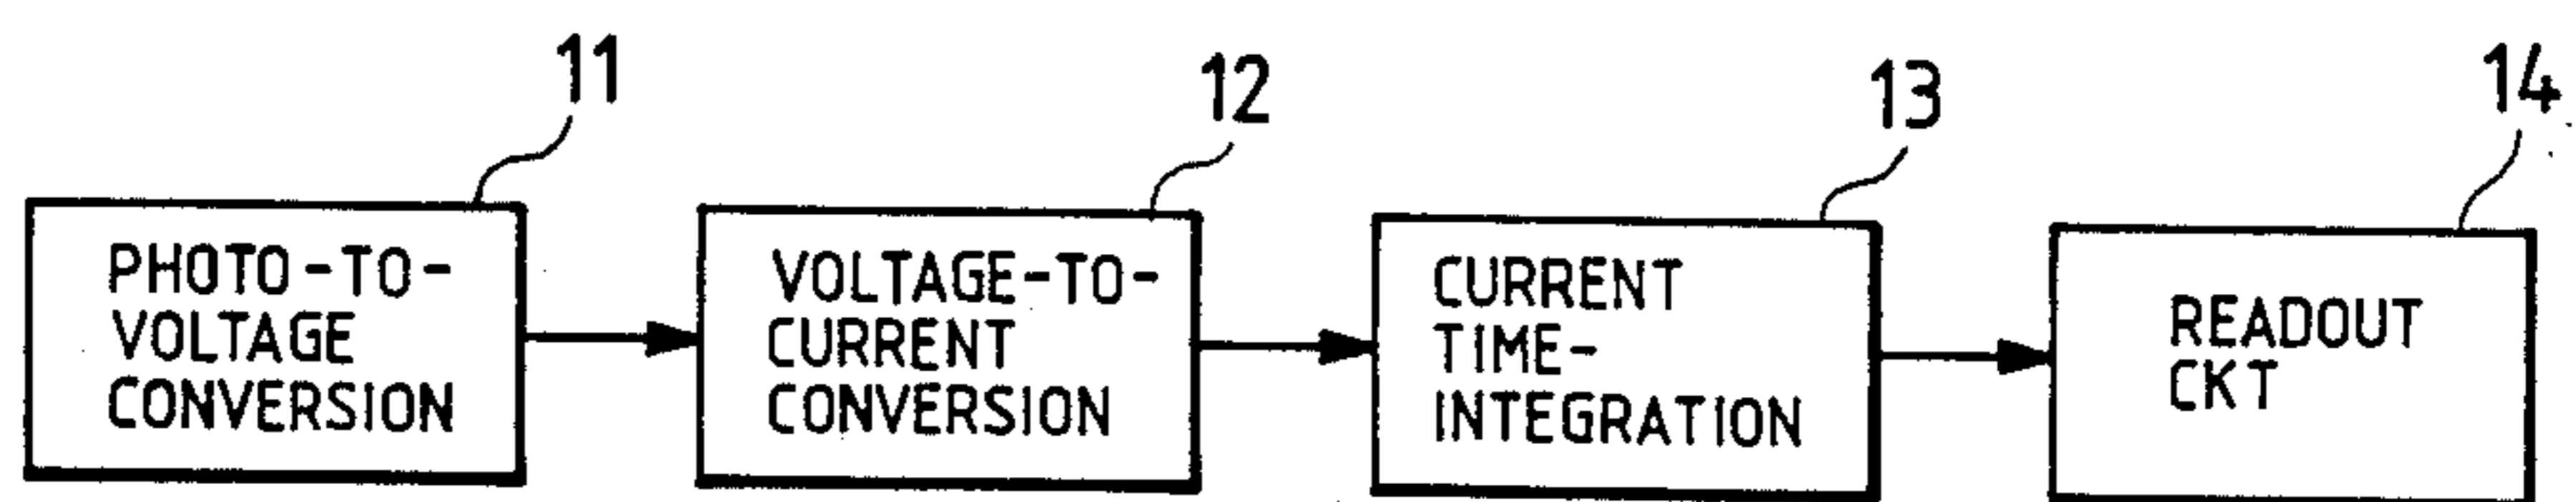 11
12
13
14
PHOTO-TO-
VOLTAGE
CONVERSION
VOLTAGE-TO-
CURRENT
CONVERSION
CURRENT
TIME-
INTEGRATION
READOUT
CKT